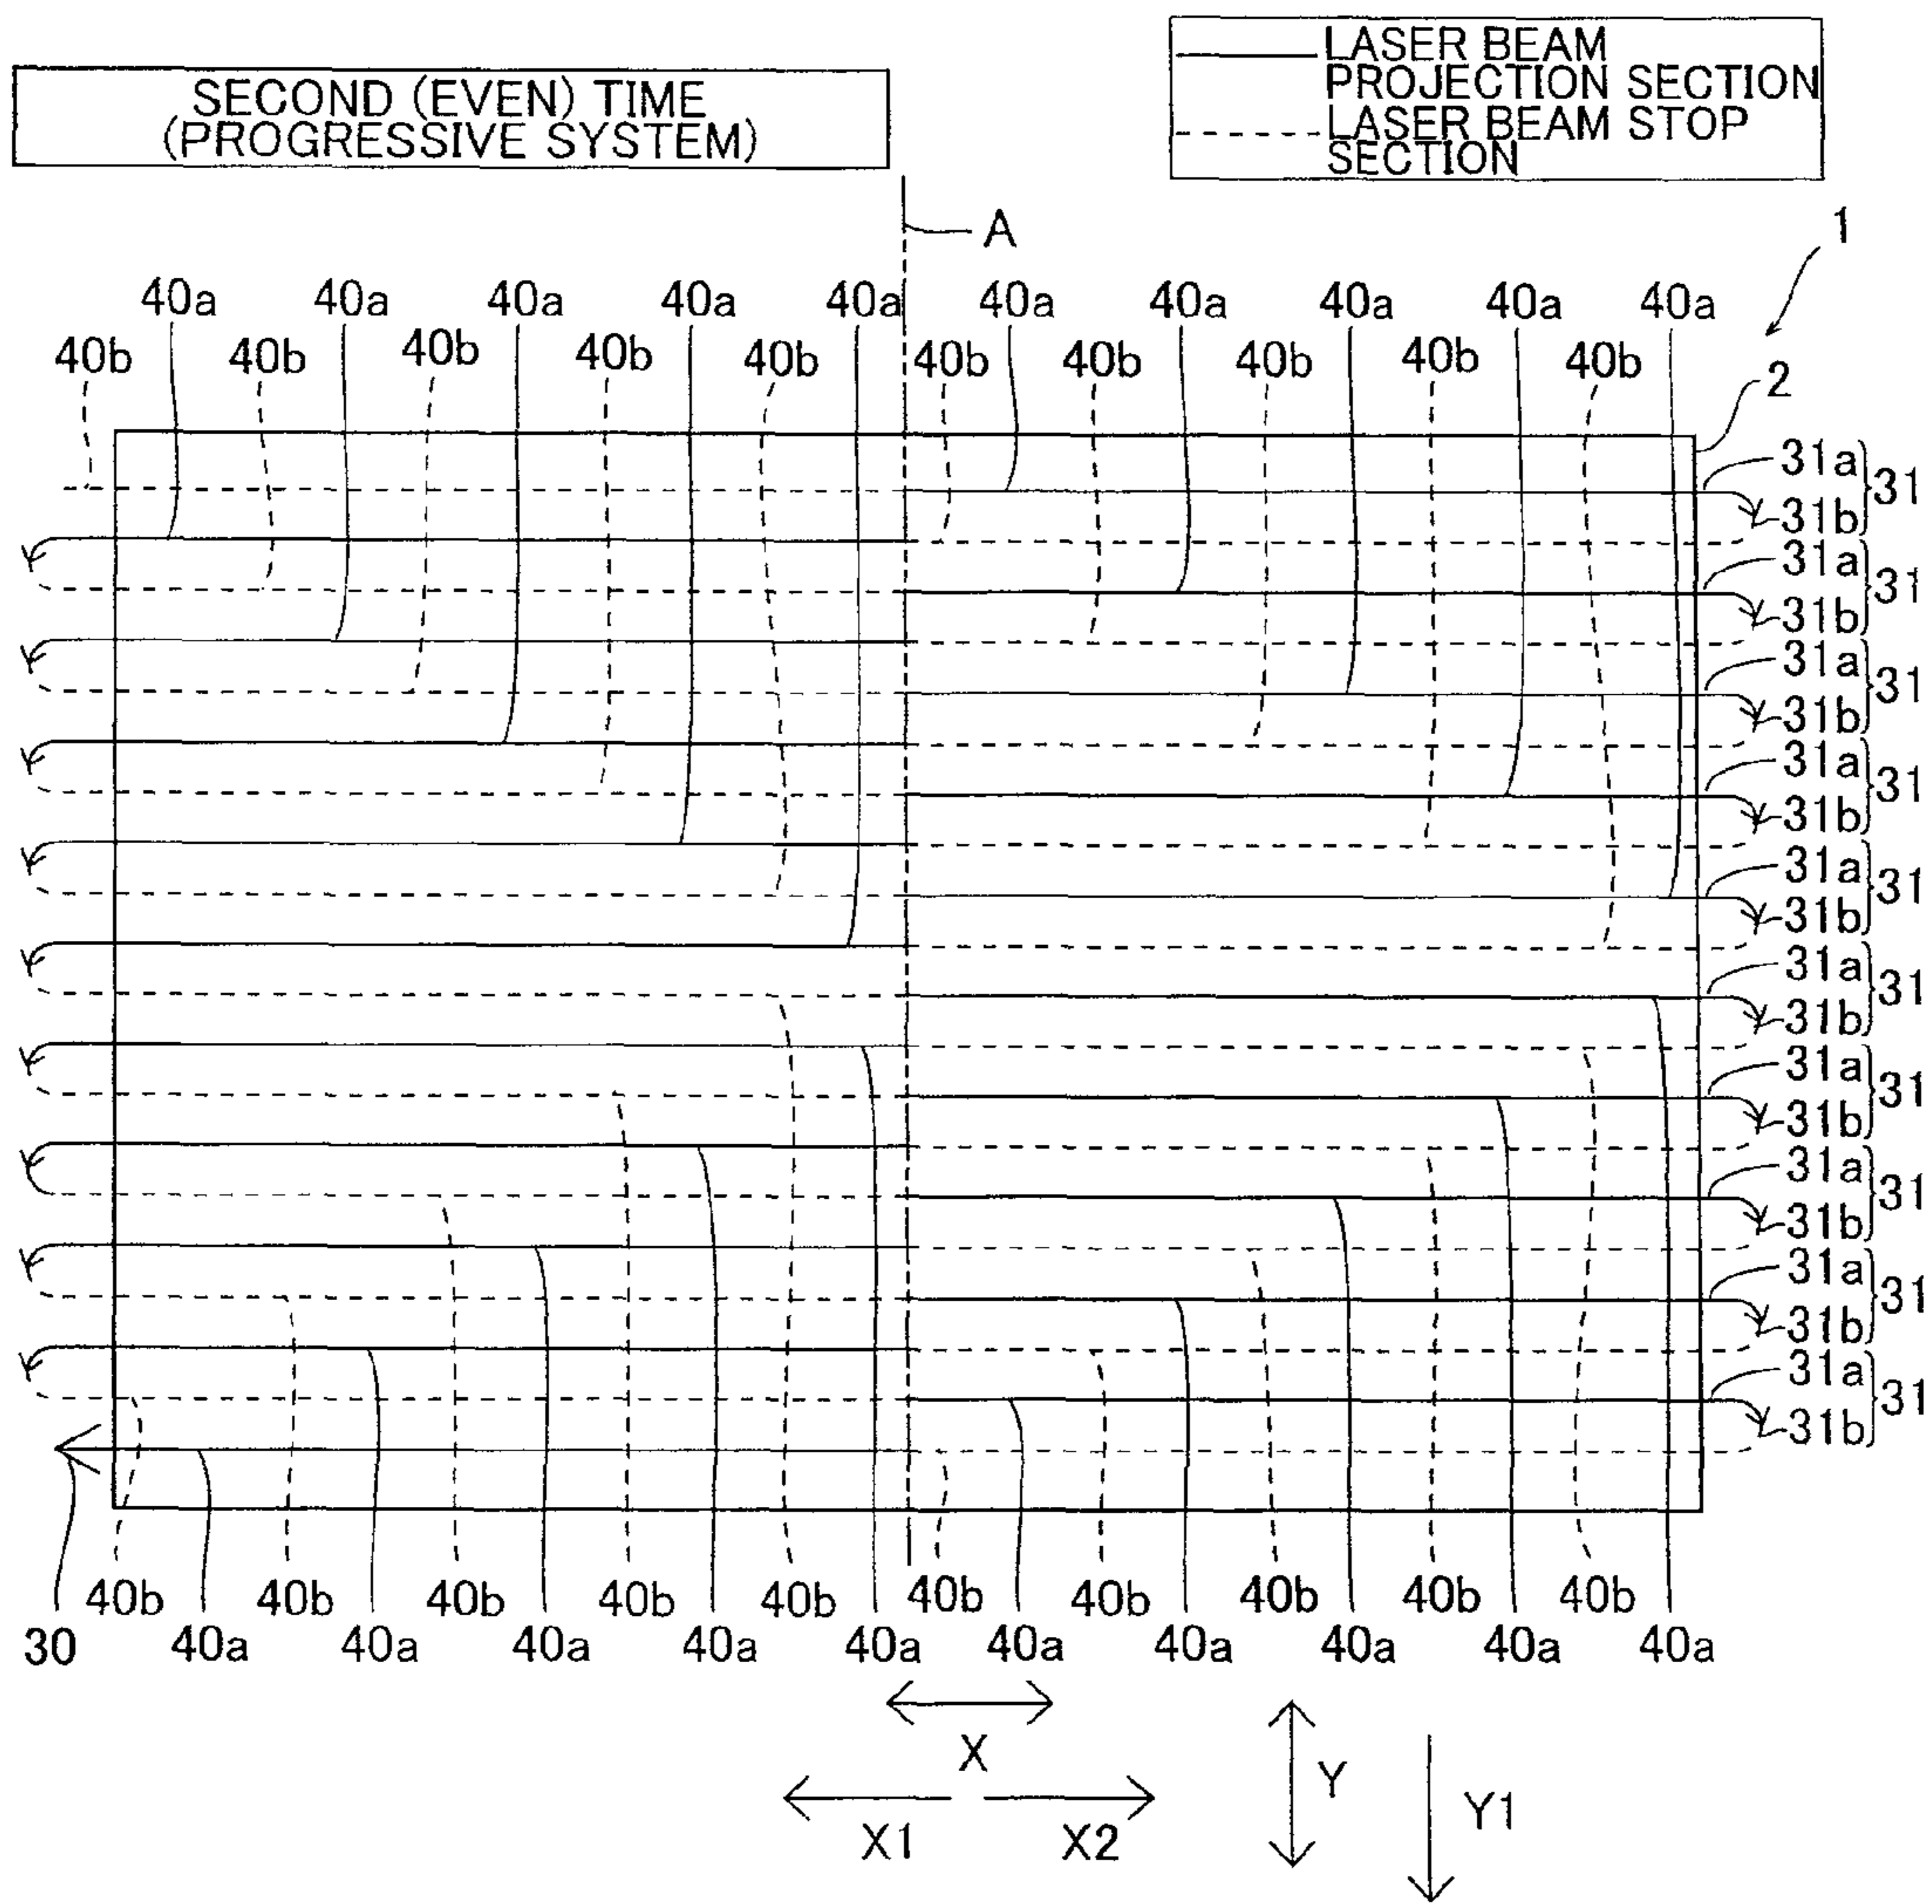 SECOND (EVEN) TIME
(PROGRESSIVE SYSTEM)
LASER BEAM
PROJECTION SECTION
LASER BEAM STOP
SECTION
A
1
40a 40a 40a 40a 40a 40a 40a 40a 40a 40a
40b 40b 40b 40b 40b 40b 40b 40b 40b 40b
2
31a
31
31b
31a
31
31b
31a
31
31b
31a
31
31b
31a
31
31b
31a
31
31b
31a
31
31b
31a
31
31b
31a
31
31b
31a
31
31b
40b 40b 40b 40b 40b 40b 40b 40b 40b 40b
30 40a 40a 40a 40a 40a 40a 40a 40a 40a 40a
X
Y
X1 X2
Y1